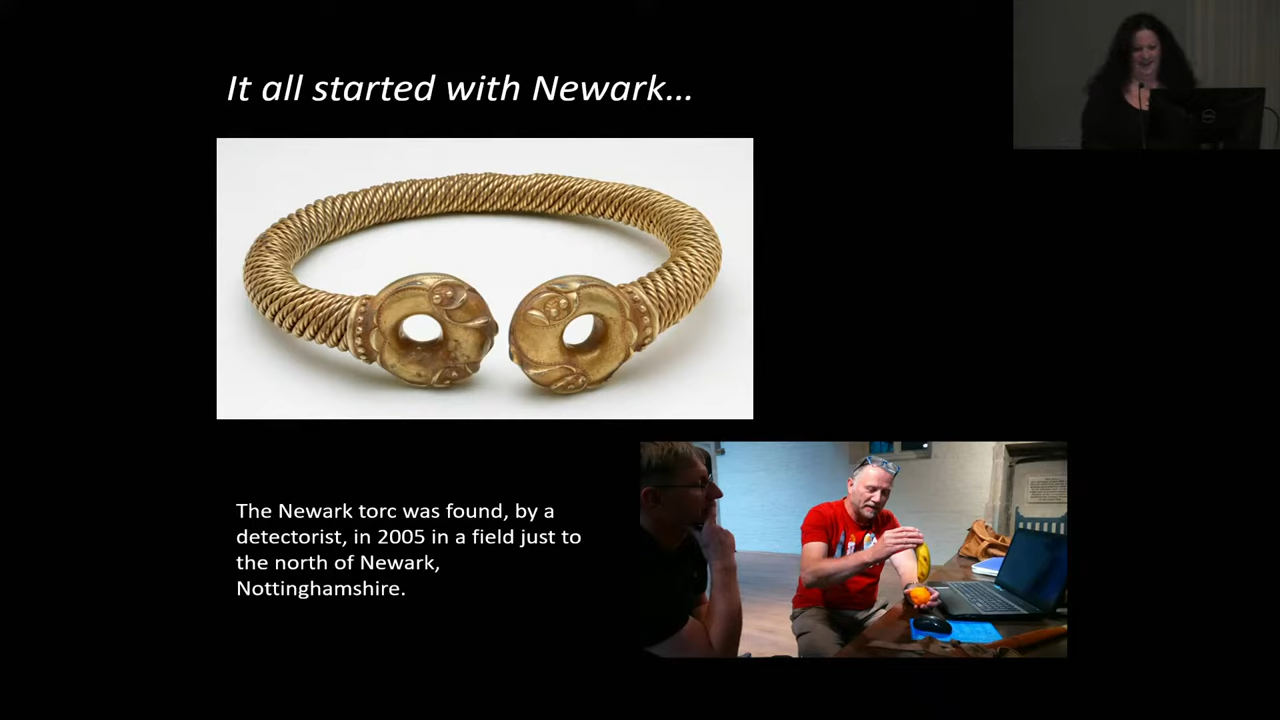 It all started with Newark...
The Newark torc was found, by a
detectorist, in 2005 in a field just to
the north of Newark,
Nottinghamshire.
DELL